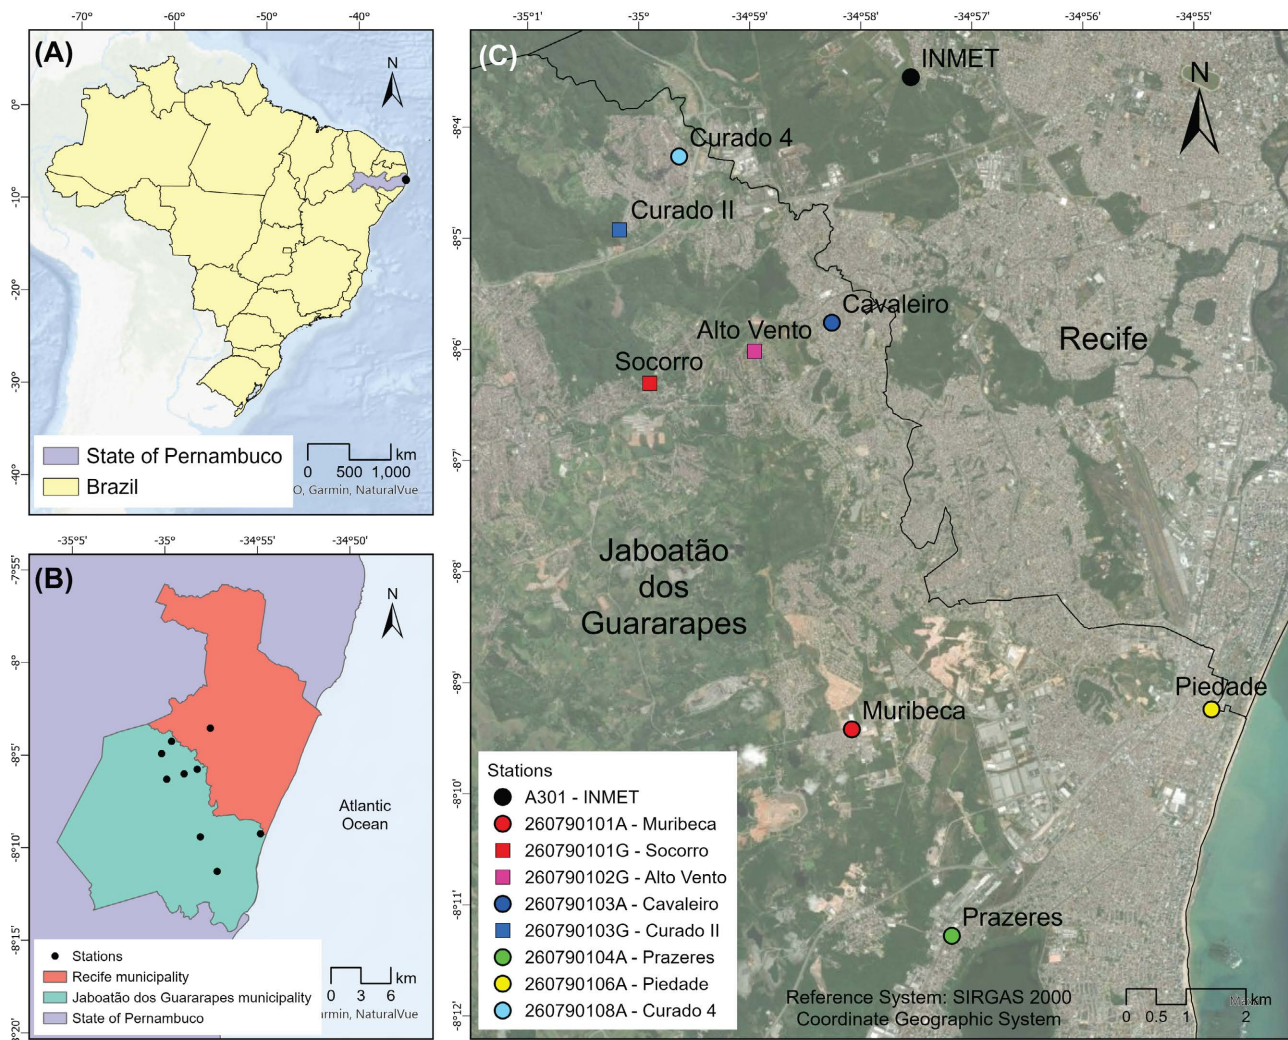 -70°
-60°
-50°
-40°
(A)
N
0°
-10°
-20°
-30°
-40°
State of Pernambuco
Brazil
km
0 500 1,000
O, Garmin, NaturalVue
-35°5'
-35°
-34°55'
-34°50'
(B)
N
-7°55'
-8°
-8°5'
-8°10'
-8°15'
-8°20'
Atlantic
Ocean
Stations
Recife municipality
Jaboatão dos Guararapes municipality
State of Pernambuco
km
0 3 6
armin, NaturalVue
-35°1'
-35°
-34°59'
-34°58'
-34°57'
-34°56'
-34°55'
(C)
N
-8°4'
-8°5'
-8°6'
-8°7'
-8°8'
-8°9'
-8°10'
-8°11'
-8°12'
INMET
Curado 4
Curado II
Cavaleiro
Alto Vento
Recife
Socorro
Jaboatão
dos
Guararapes
Piedade
Muribeca
Prazeres
Stations
A301 - INMET
260790101A - Muribeca
260790101G - Socorro
260790102G - Alto Vento
260790103A - Cavaleiro
260790103G - Curado II
260790104A - Prazeres
260790106A - Piedade
260790108A - Curado 4
Reference System: SIRGAS 2000
Coordinate Geographic System
km
0 0.5 1 2